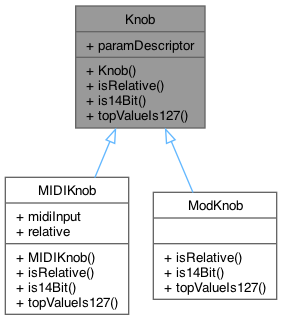 Knob
+ paramDescriptor
+ Knob()
+ isRelative()
+ is14Bit()
+ topValueIs127()
MIDIKnob
+ midiInput
+ relative
+ MIDIKnob()
+ isRelative()
+ is14Bit()
+ topValueIs127()
ModKnob
+ isRelative()
+ is14Bit()
+ topValueIs127()